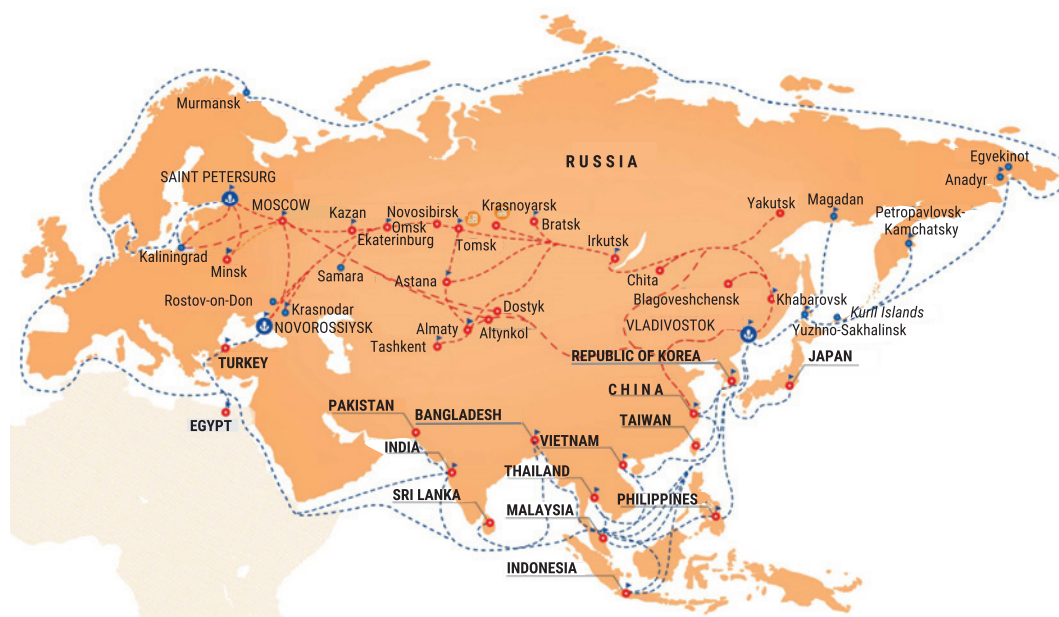 Murmansk
RUSSIA
Egvekinot
Anadyr
SAINT PETERSURG
MOSCOW
Kazan
Novosibirsk
Krasnoyarsk
Yakutsk
Magadan
Petropavlovsk-
Kamchatsky
Omsk
Bratsk
Ekaterinburg
Tomsk
Irkutsk
Kaliningrad
Minsk
Samara
Astana
Chita
Rostov-on-Don
Krasnodar
Dostyk
Blagoveshchensk
Khabarovsk
Kuril Islands
NOVOROSSIYSK
Almaty
Altynkol
VLADIVOSTOK
Yuzhno-Sakhalinsk
Tashkent
TURKEY
REPUBLIC OF KOREA
JAPAN
CHINA
EGYPT
PAKISTAN
BANGLADESH
TAIWAN
INDIA
VIETNAM
THAILAND
SRI LANKA
PHILIPPINES
MALAYSIA
INDONESIA